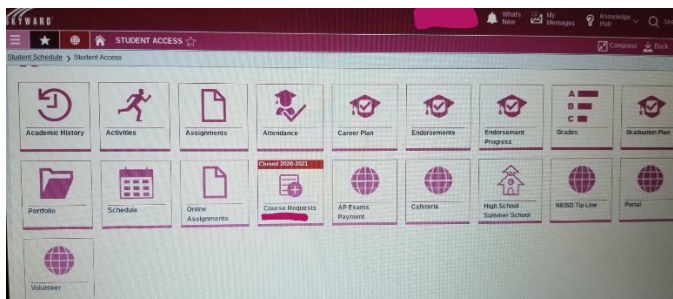 SKYWARD
What's New
My Messages
Knowledge Hub
STUDENT ACCESS
Compress
Dock
Student Schedule > Student Access
Academic History
Activities
Assignments
Attendance
Career Plan
Endorsements
Endorsement Progress
A
B
C
Grades
Graduation Plan
Portfolio
Schedule
Online Assignments
Closed 2020-2021
Course Requests
AP Exams Payment
Cafeteria
High School Summer School
NEISD Tip Line
Portal
Volunteer